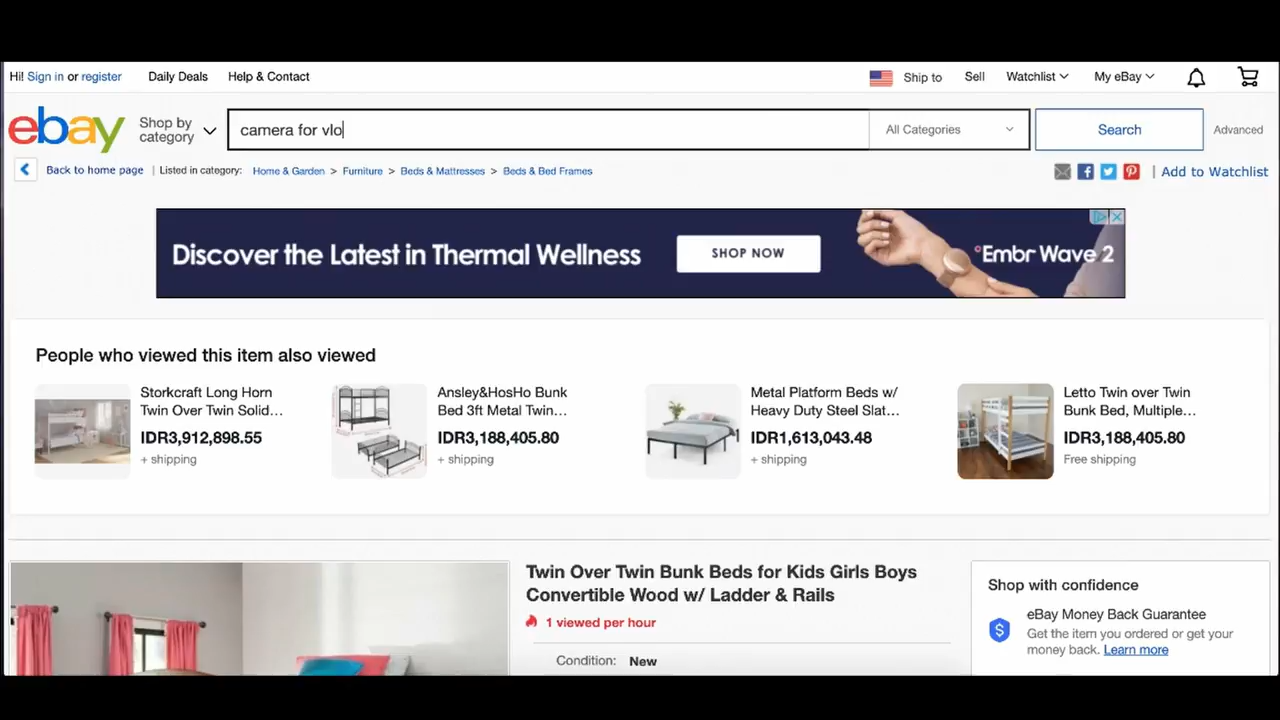 Hi! Sign in or register Daily Deals Help & Contact Ship to Sell Watchlist My eBay
ebay Shop by category camera for vlo All Categories Search Advanced
Back to home page | Listed in category: Home & Garden > Furniture > Beds & Mattresses > Beds & Bed Frames | Add to Watchlist
Discover the Latest in Thermal Wellness SHOP NOW Embr Wave 2
People who viewed this item also viewed
Storkcraft Long Horn
Twin Over Twin Solid...
IDR3,912,898.55
+ shipping
Ansley&HosHo Bunk
Bed 3ft Metal Twin...
IDR3,188,405.80
+ shipping
Metal Platform Beds w/
Heavy Duty Steel Slat...
IDR1,613,043.48
+ shipping
Letto Twin over Twin
Bunk Bed, Multiple...
IDR3,188,405.80
Free shipping
Twin Over Twin Bunk Beds for Kids Girls Boys
Convertible Wood w/ Ladder & Rails
1 viewed per hour
Condition: New
Shop with confidence
eBay Money Back Guarantee
Get the item you ordered or get your
money back. Learn more